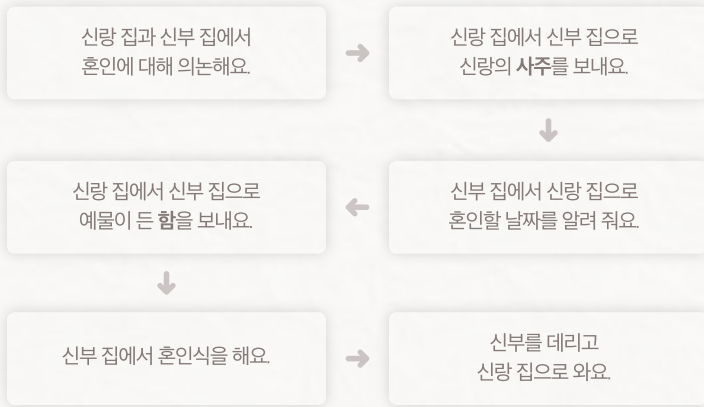 신랑 집과 신부 집에서
혼인에 대해 의논해요.
신랑 집에서 신부 집으로
신랑의 사주를 보내요.
신부 집에서 신랑 집으로
혼인할 날짜를 알려 줘요.
신랑 집에서 신부 집으로
예물이 든 함을 보내요.
신부 집에서 혼인식을 해요.
신부를 데리고
신랑 집으로 와요.